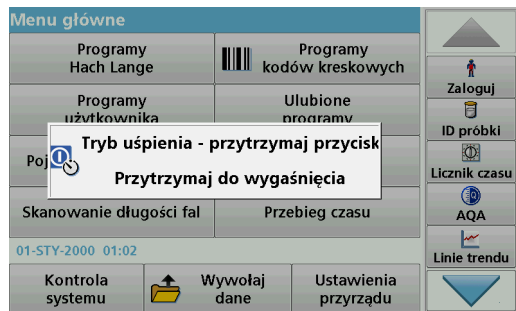 Menu główne
Programy
Hach Lange
Programy
kodów kreskowych
Programy
użytkownika
Ulubione
programy
Poj
Tryb uśpienia - przytrzymaj przycisk
Przytrzymaj do wygaśnięcia
Skanowanie długości fal
Przebieg czasu
01-STY-2000 01:02
Kontrola
systemu
Wywołaj
dane
Ustawienia
przyrządu
Zaloguj
ID próbki
Licznik czasu
AQA
Linie trendu